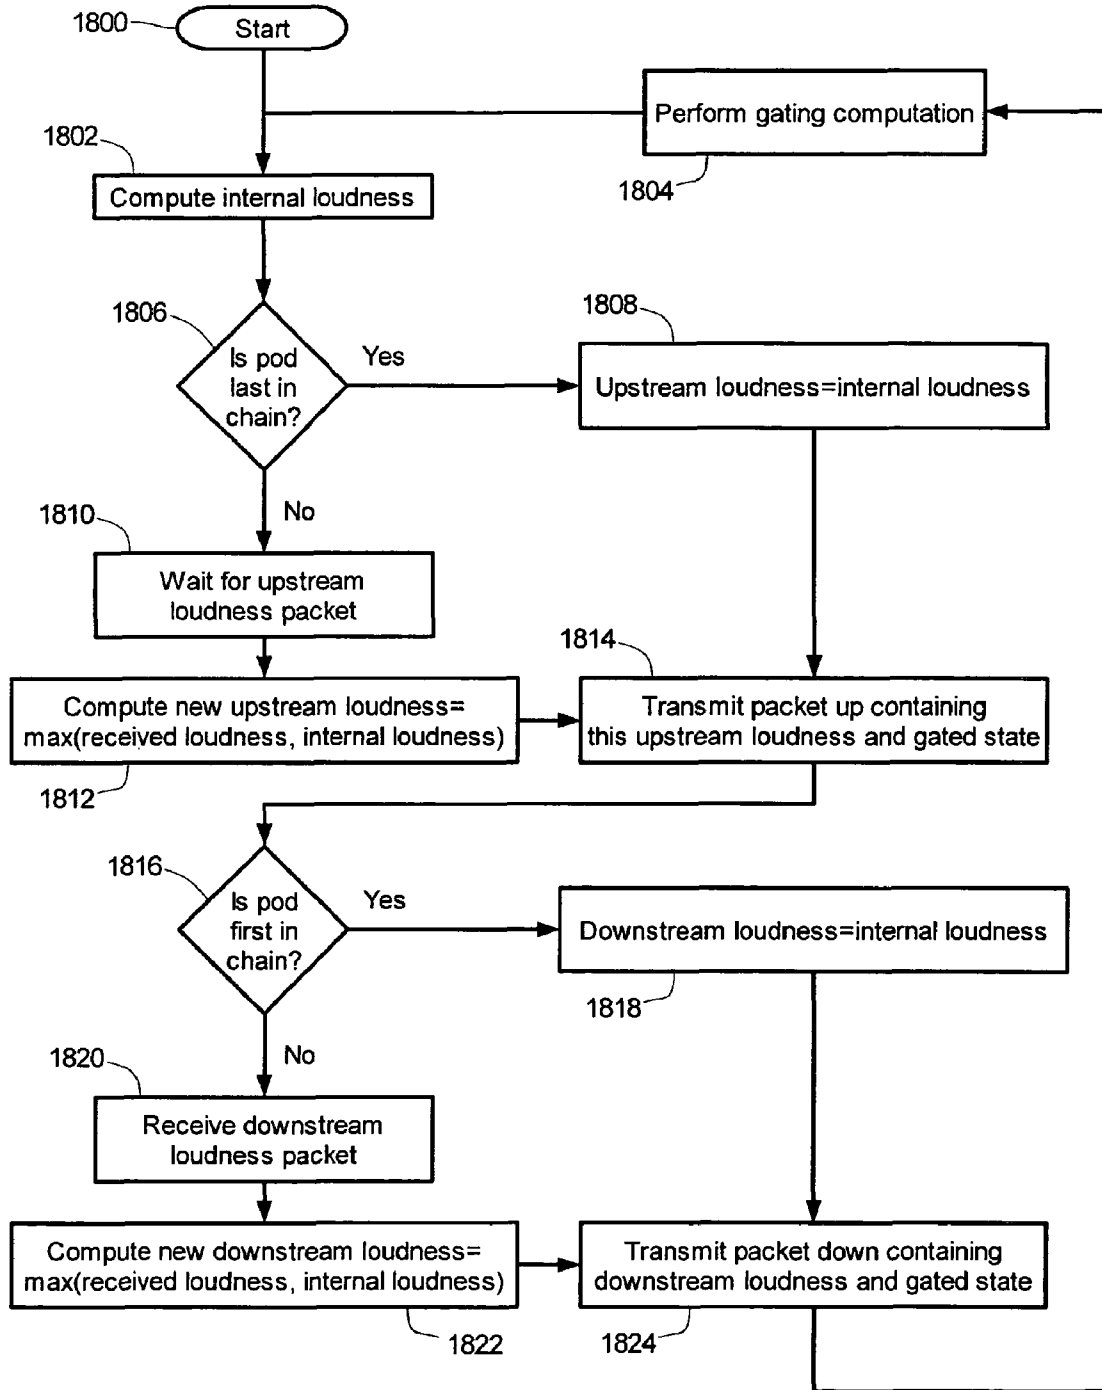 1800
Start
Perform gating computation
1804
1802
Compute internal loudness
1806
Is pod
last in
chain?
Yes
No
1808
Upstream loudness=internal loudness
1810
Wait for upstream
loudness packet
Compute new upstream loudness=
max(received loudness, internal loudness)
1812
1814
Transmit packet up containing
this upstream loudness and gated state
1816
Is pod
first in
chain?
Yes
No
Downstream loudness=internal loudness
1818
1820
Receive downstream
loudness packet
Compute new downstream loudness=
max(received loudness, internal loudness)
1822
Transmit packet down containing
downstream loudness and gated state
1824